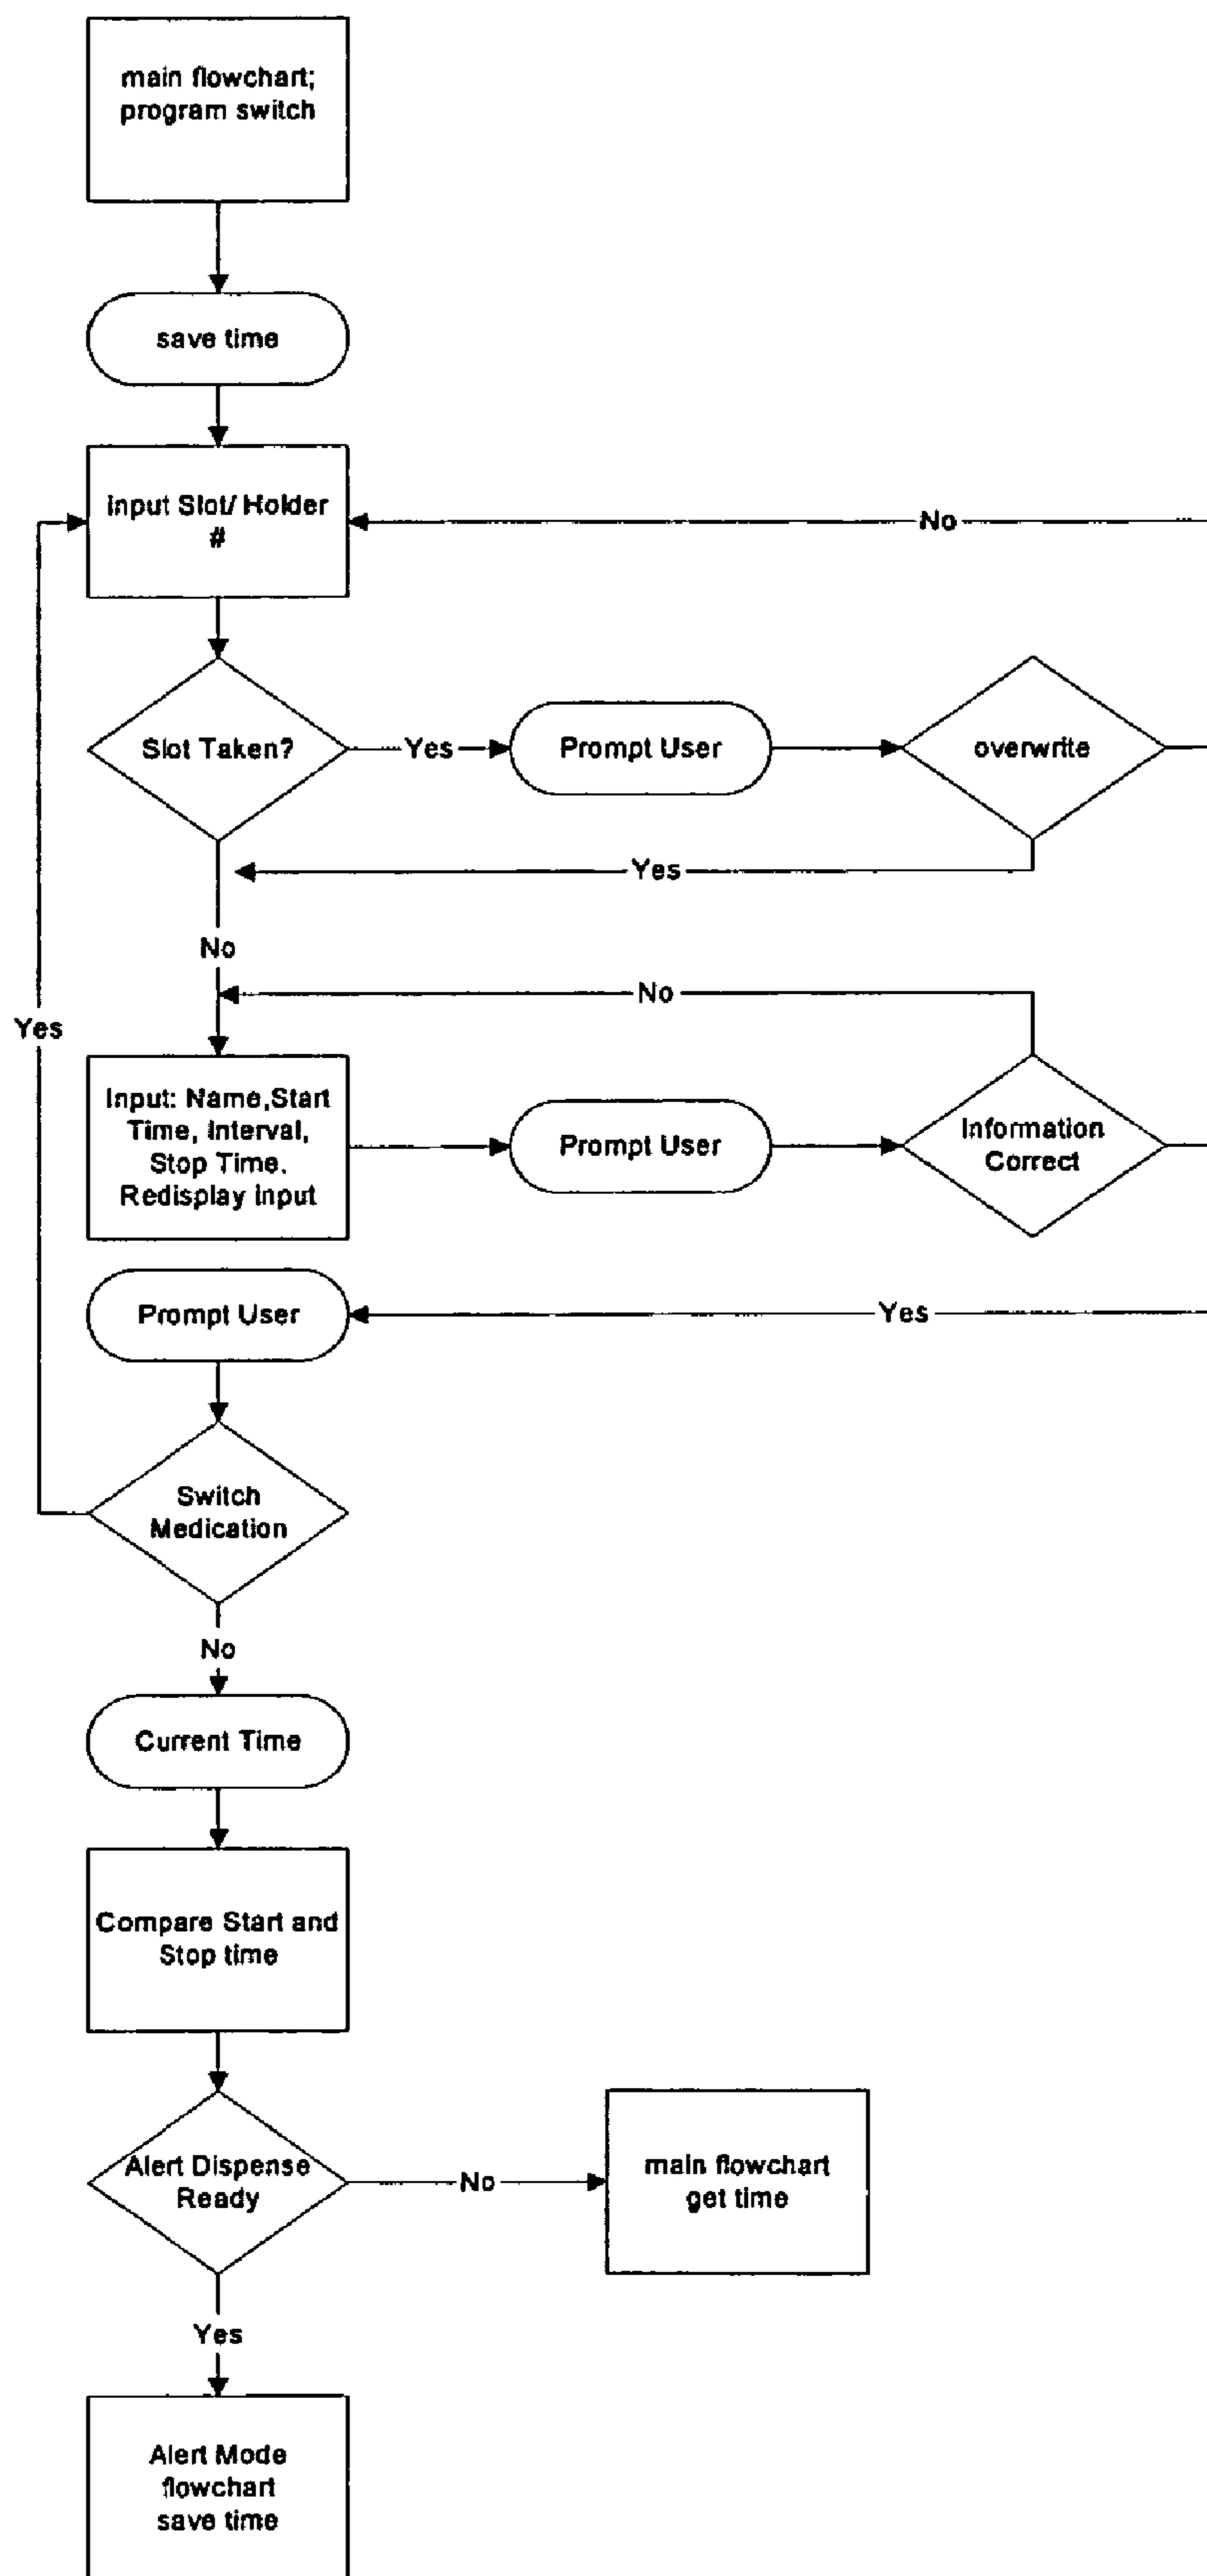 main flowchart;
program switch
save time
Input Slot/ Holder
#
No
Slot Taken?
Yes
Prompt User
overwrite
Yes
No
No
Yes
Input: Name,Start
Time, Interval,
Stop Time.
Redisplay input
Prompt User
Information
Correct
Prompt User
Yes
Switch
Medication
No
Current Time
Compare Start and
Stop time
Alert Dispense
Ready
No
main flowchart
get time
Yes
Alert Mode
flowchart
save time